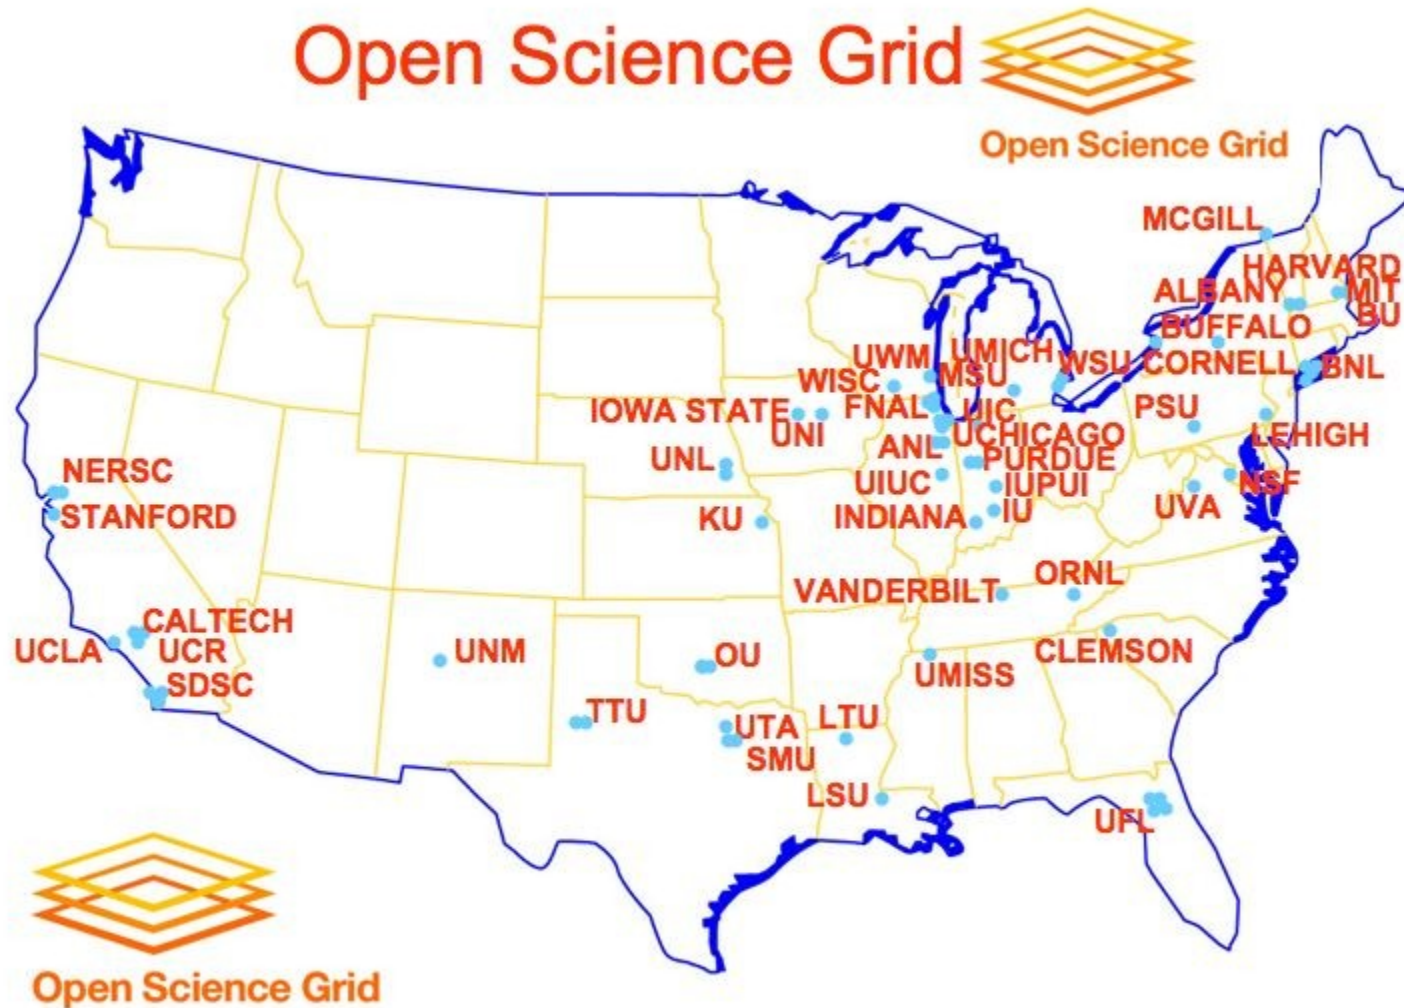 Open Science Grid
Open Science Grid
MCGILL
HARVARD
ALBANY
MIT
BU
BUFFALO
UWM
UMICH
WSU
CORNELL
BNL
WISC
MSU
IOWA STATE
FNAL
UIC
PSU
UNI
ANL
UCHICAGO
LEHIGH
UNL
PURDUE
NERSC
UIUC
IUPUI
NSF
UVA
STANFORD
KU
INDIANA
IU
VANDERBILT
ORNL
CALTECH
UCLA
UCR
UNM
OU
CLEMSON
UMISS
SDSC
TTU
UTA
LTU
SMU
LSU
UFL
Open Science Grid